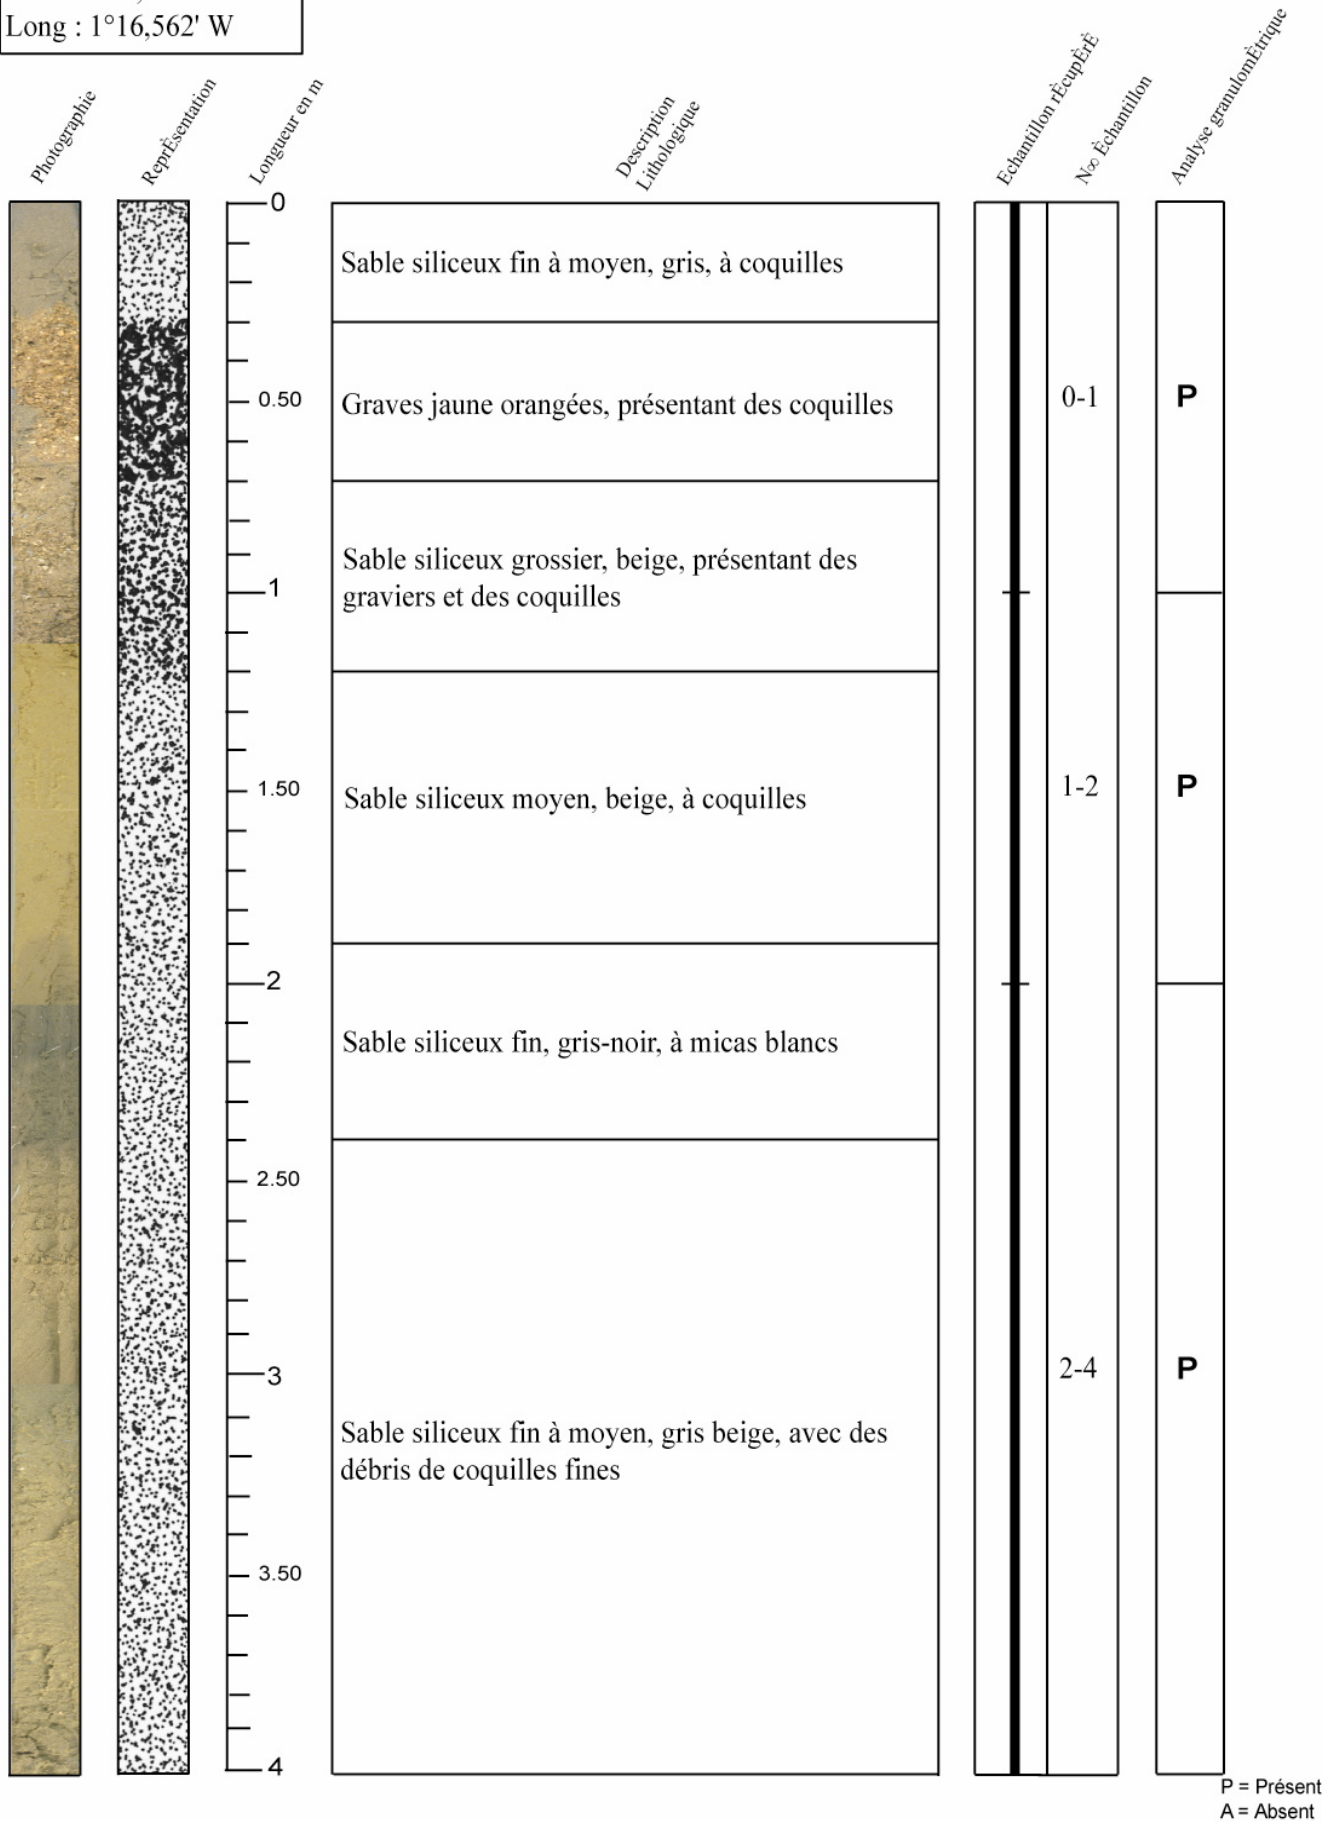 Long : 1°16,562' W
Photographie
ReprÈsentation
Longueur en m
Description
Lithologique
Echantillon rÈcupÈrÈ
N∞ Èchantillon
Analyse granulomÈtrique
0
Sable siliceux fin à moyen, gris, à coquilles
0.50
Graves jaune orangées, présentant des coquilles
0-1
P
Sable siliceux grossier, beige, présentant des
graviers et des coquilles
1
1.50
Sable siliceux moyen, beige, à coquilles
1-2
P
2
Sable siliceux fin, gris-noir, à micas blancs
2.50
3
2-4
P
Sable siliceux fin à moyen, gris beige, avec des
débris de coquilles fines
3.50
4
P = Présent
A = Absent